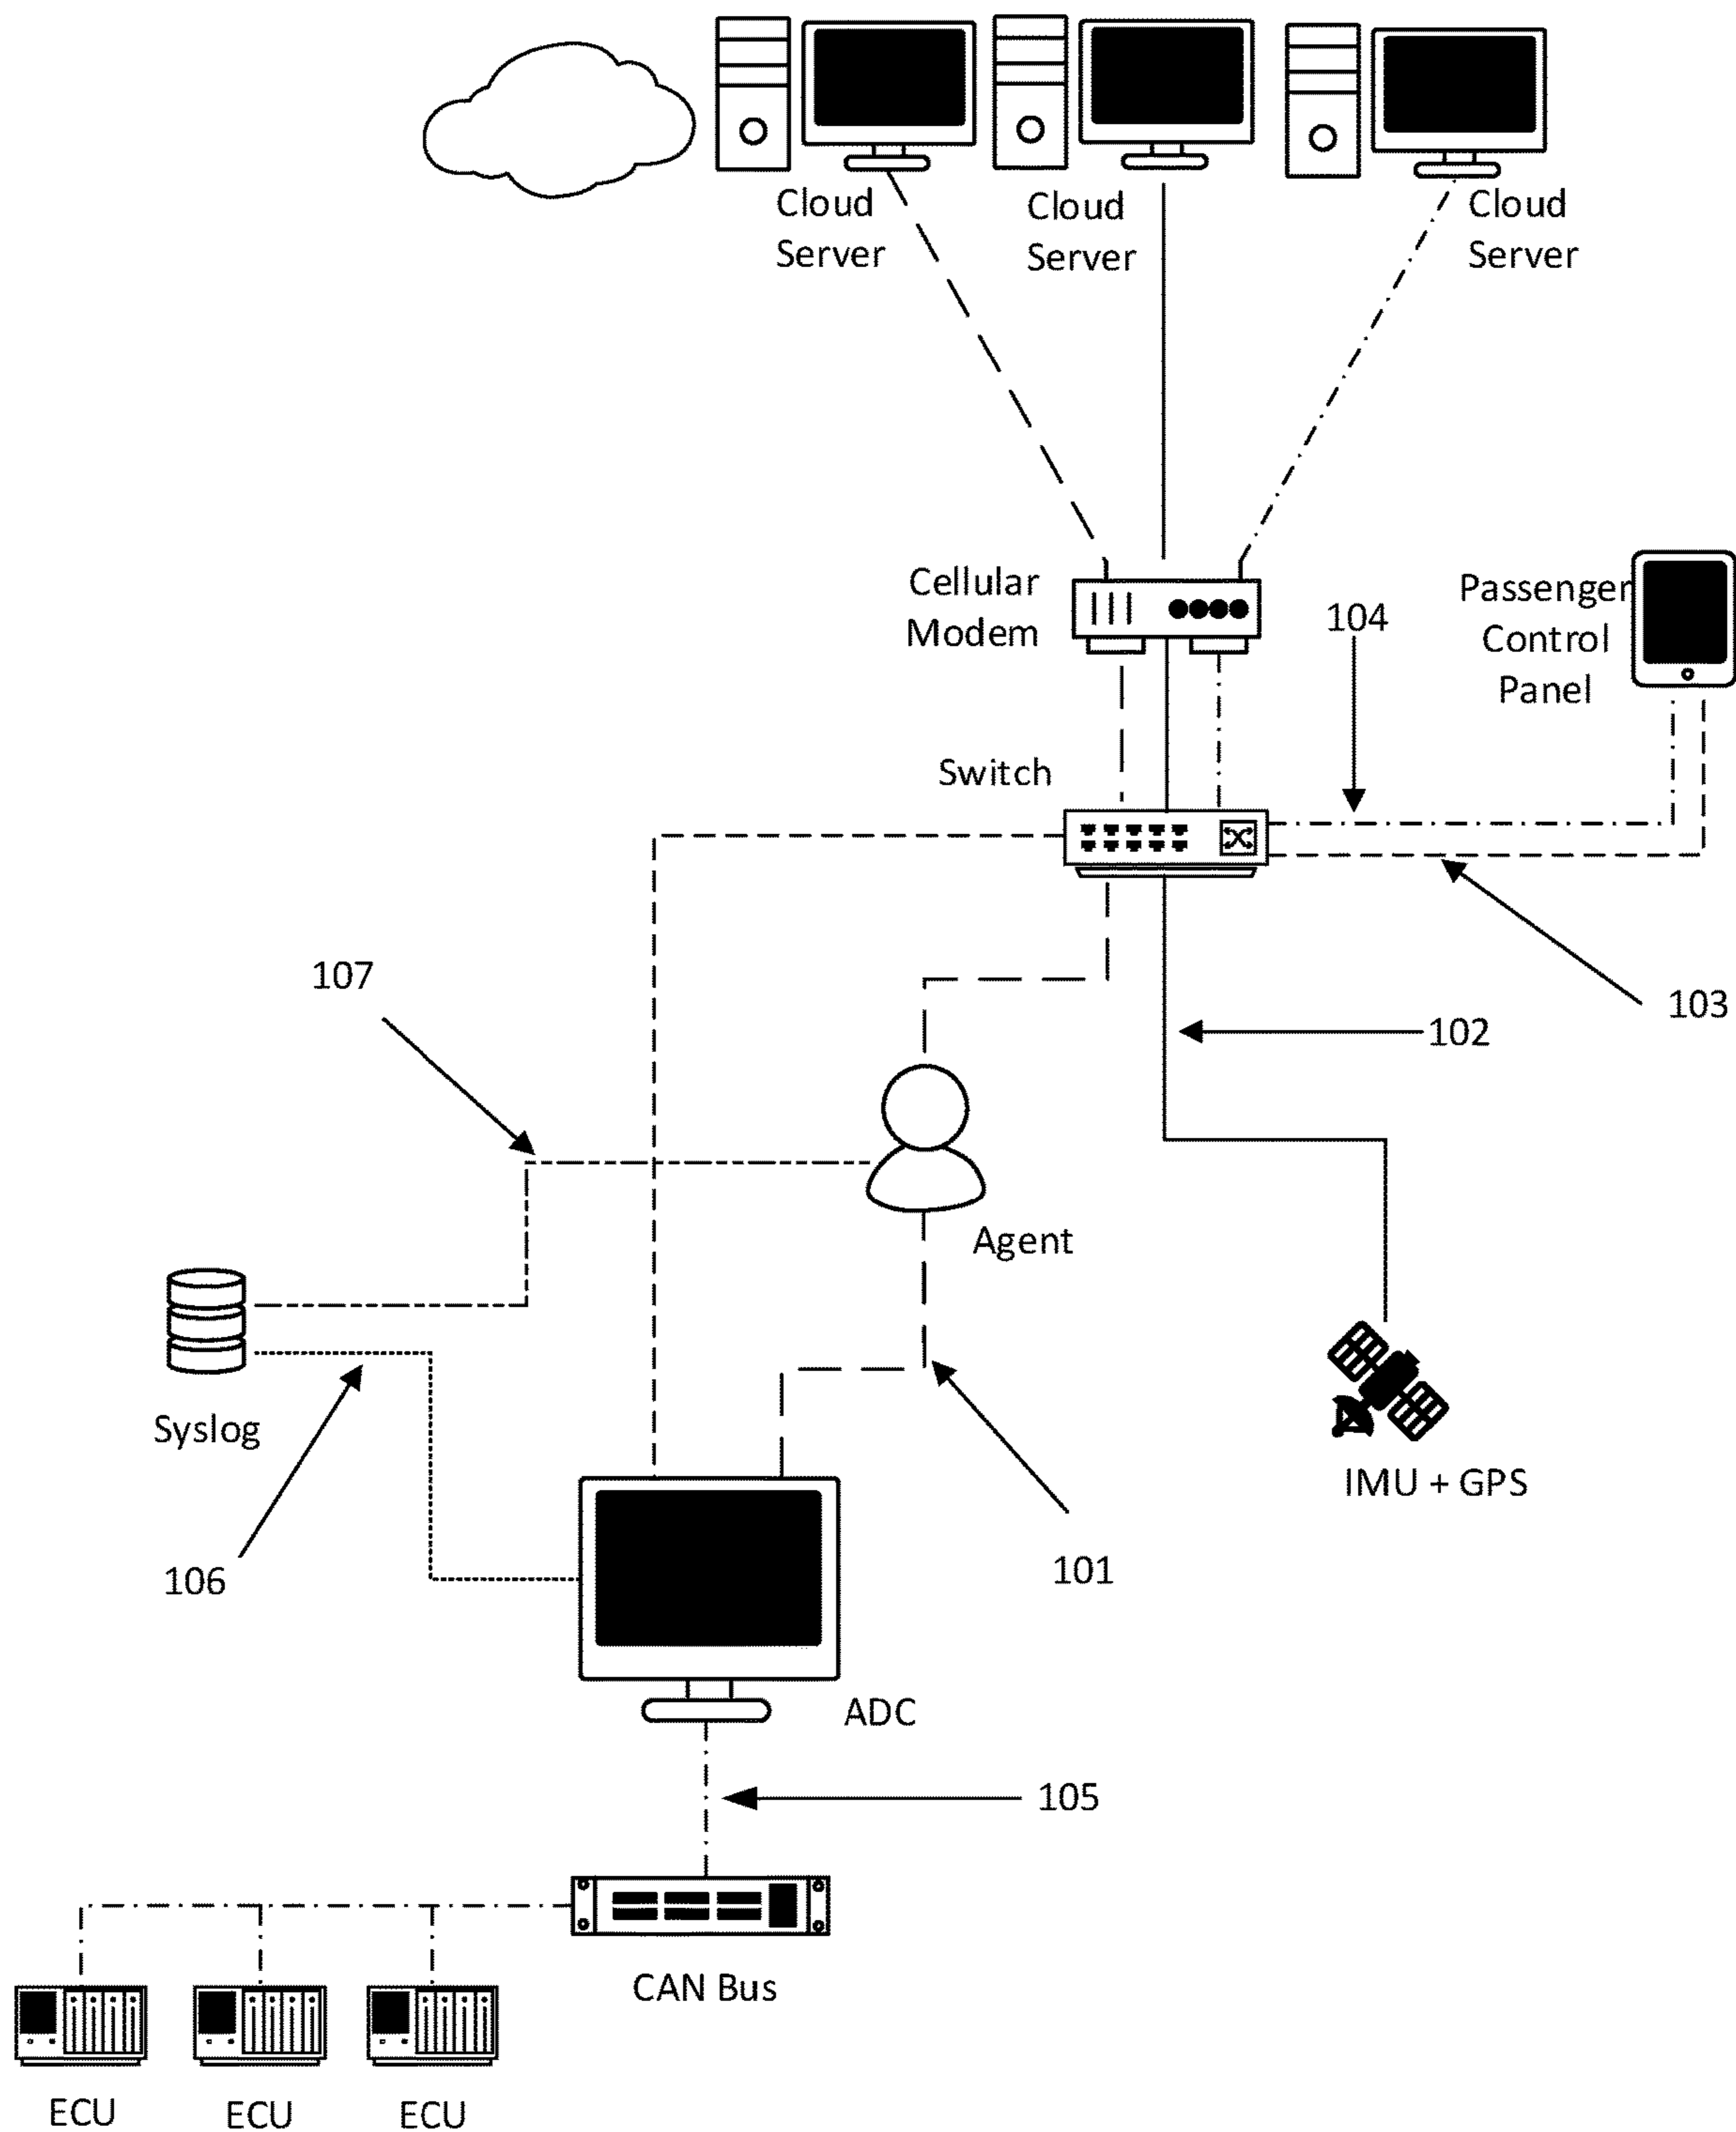 Cloud
Server
Cloud
Server
Cloud
Server
Cellular
Modem
104
Passenger
Control
Panel
Switch
107
103
102
Agent
Syslog
IMU + GPS
106
101
ADC
105
CAN Bus
ECU
ECU
ECU